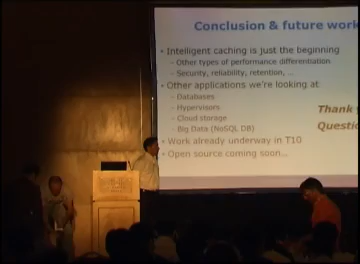 Conclusion & future work
• Intelligent caching is just the beginning
– Other types of performance differentiation
– Security, reliability, retention, ...
• Other applications we're looking at
– Databases
– Hypervisors
– Cloud storage
– Big Data (NoSQL DB)
Thank
Question
• Work already underway in T10
• Open source coming soon...